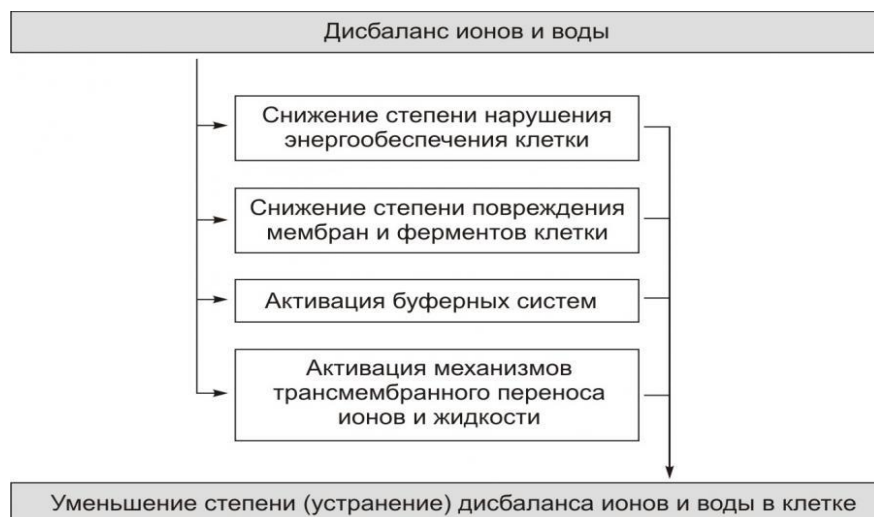 Дисбаланс ионов и воды
Снижение степени нарушения
энергообеспечения клетки
Снижение степени повреждения
мембран и ферментов клетки
Активация буферных систем
Активация механизмов
трансмембранного переноса
ионов и жидкости
Уменьшение степени (устранение) дисбаланса ионов и воды в клетке